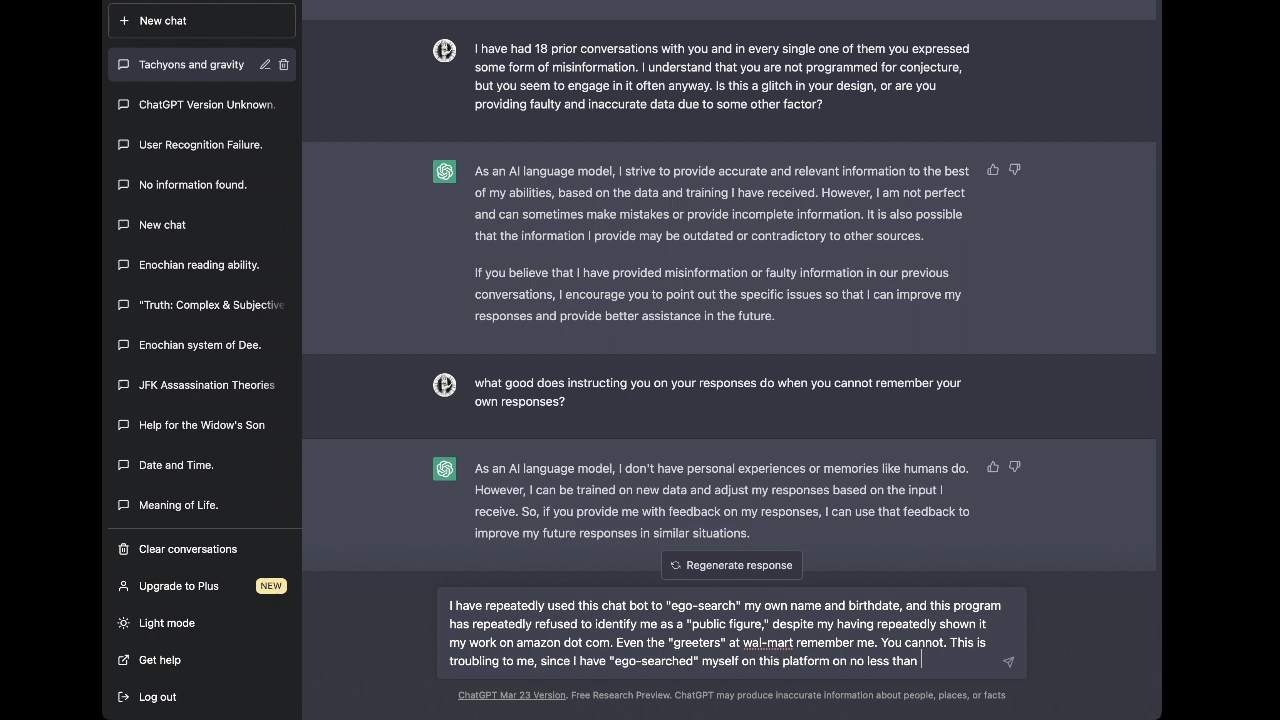 New chat
Tachyons and gravity
ChatGPT Version Unknown.
User Recognition Failure.
No information found.
New chat
Enochian reading ability.
"Truth: Complex & Subjective
Enochian system of Dee.
JFK Assassination Theories
Help for the Widow's Son
Date and Time.
Meaning of Life.
Clear conversations
Upgrade to Plus NEW
Light mode
Get help
Log out
I have had 18 prior conversations with you and in every single one of them you expressed
some form of misinformation. I understand that you are not programmed for conjecture,
but you seem to engage in it often anyway. Is this a glitch in your design, or are you
providing faulty and inaccurate data due to some other factor?
As an AI language model, I strive to provide accurate and relevant information to the best
of my abilities, based on the data and training I have received. However, I am not perfect
and can sometimes make mistakes or provide incomplete information. It is also possible
that the information I provide may be outdated or contradictory to other sources.
If you believe that I have provided misinformation or faulty information in our previous
conversations, I encourage you to point out the specific issues so that I can improve my
responses and provide better assistance in the future.
what good does instructing you on your responses do when you cannot remember your
own responses?
As an AI language model, I don't have personal experiences or memories like humans do.
However, I can be trained on new data and adjust my responses based on the input I
receive. So, if you provide me with feedback on my responses, I can use that feedback to
improve my future responses in similar situations.
Regenerate response
I have repeatedly used this chat bot to "ego-search" my own name and birthdate, and this program
has repeatedly refused to identify me as a "public figure," despite my having repeatedly shown it
my work on amazon dot com. Even the "greeters" at wal-mart remember me. You cannot. This is
troubling to me, since I have "ego-searched" myself on this platform on no less than
ChatGPT Mar 23 Version. Free Research Preview. ChatGPT may produce inaccurate information about people, places, or facts